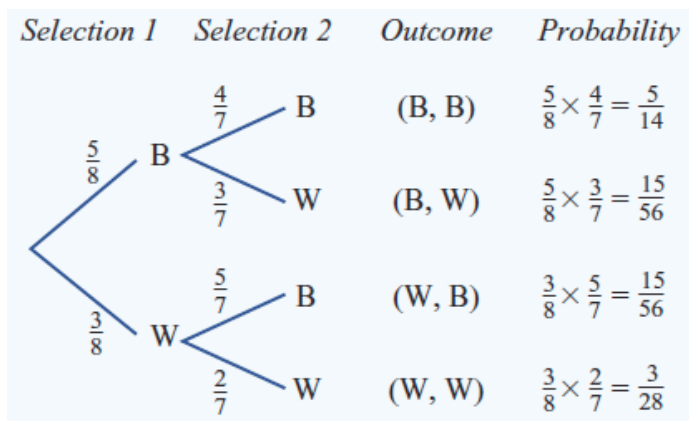 Selection 1 Selection 2 Outcome Probability
4/7 B (B, B) 5/8 × 4/7 = 5/14
5/8 B
3/7 W (B, W) 5/8 × 3/7 = 15/56
5/7 B (W, B) 3/8 × 5/7 = 15/56
3/8 W
2/7 W (W, W) 3/8 × 2/7 = 3/28